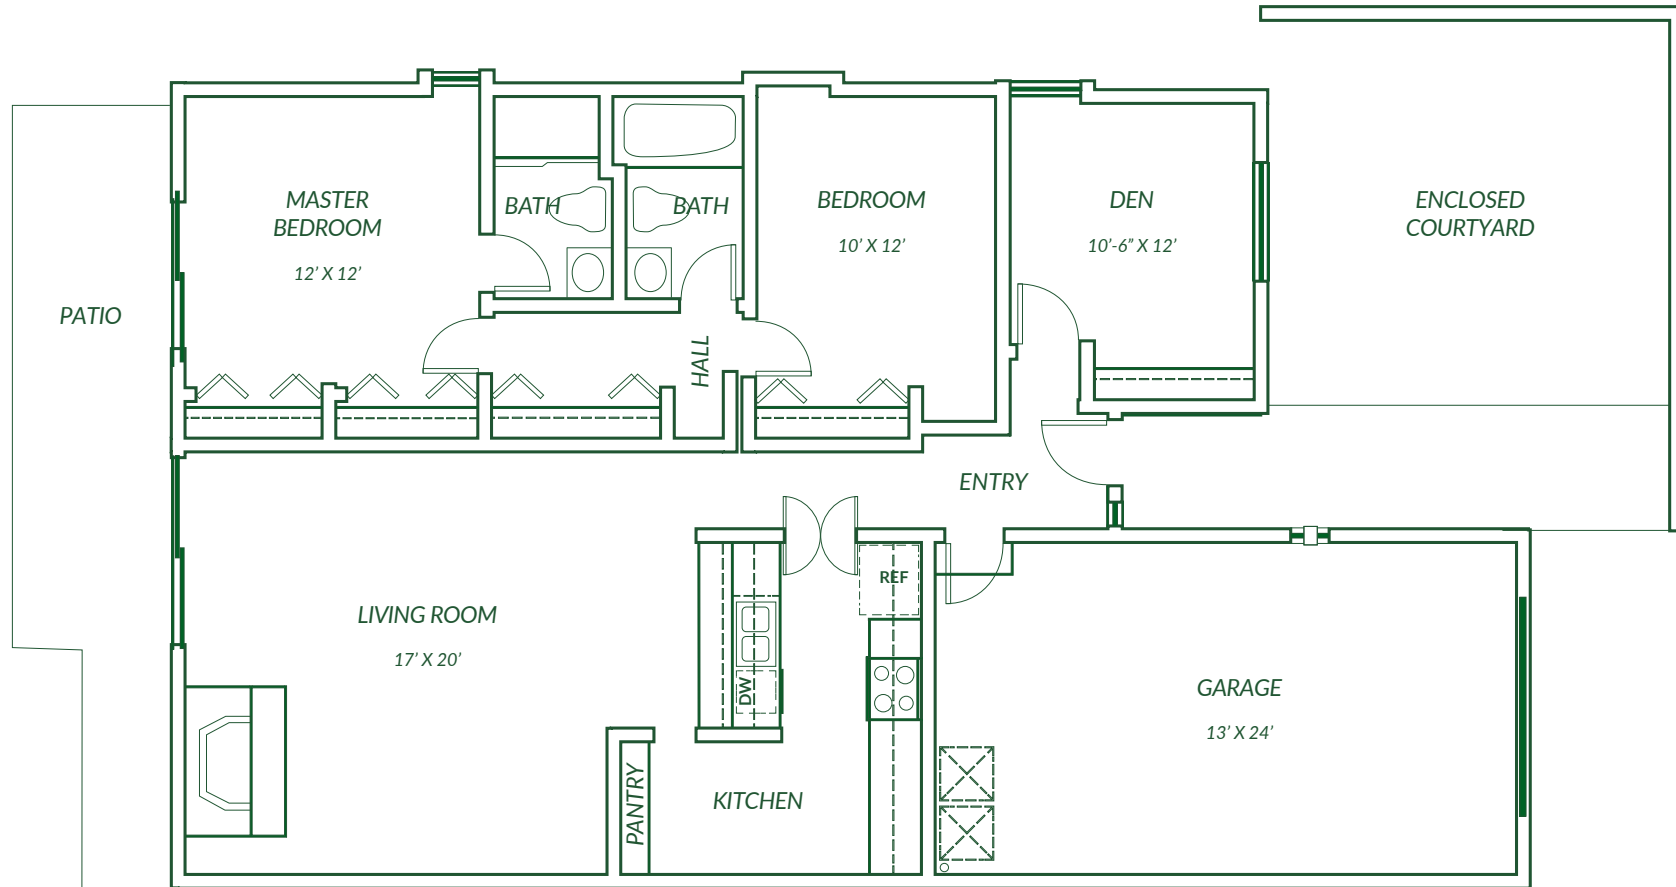 MASTER
BEDROOM
12’ X 12’
BATH
BATH
BEDROOM
10’ X 12’
DEN
10’-6” X 12’
ENCLOSED
COURTYARD
PATIO
HALL
ENTRY
LIVING ROOM
17’ X 20’
REF
DW
GARAGE
13’ X 24’
PANTRY
KITCHEN